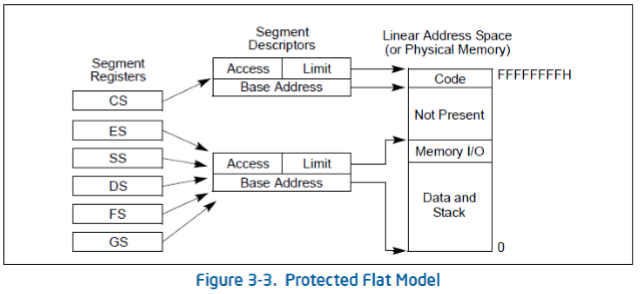 Segment
Registers
CS
ES
SS
DS
FS
GS
Segment
Descriptors
Access Limit
Base Address
Access Limit
Base Address
Linear Address Space
(or Physical Memory)
Code FFFFFFFFH
Not Present
Memory I/O
Data and
Stack
0
Figure 3-3. Protected Flat Model